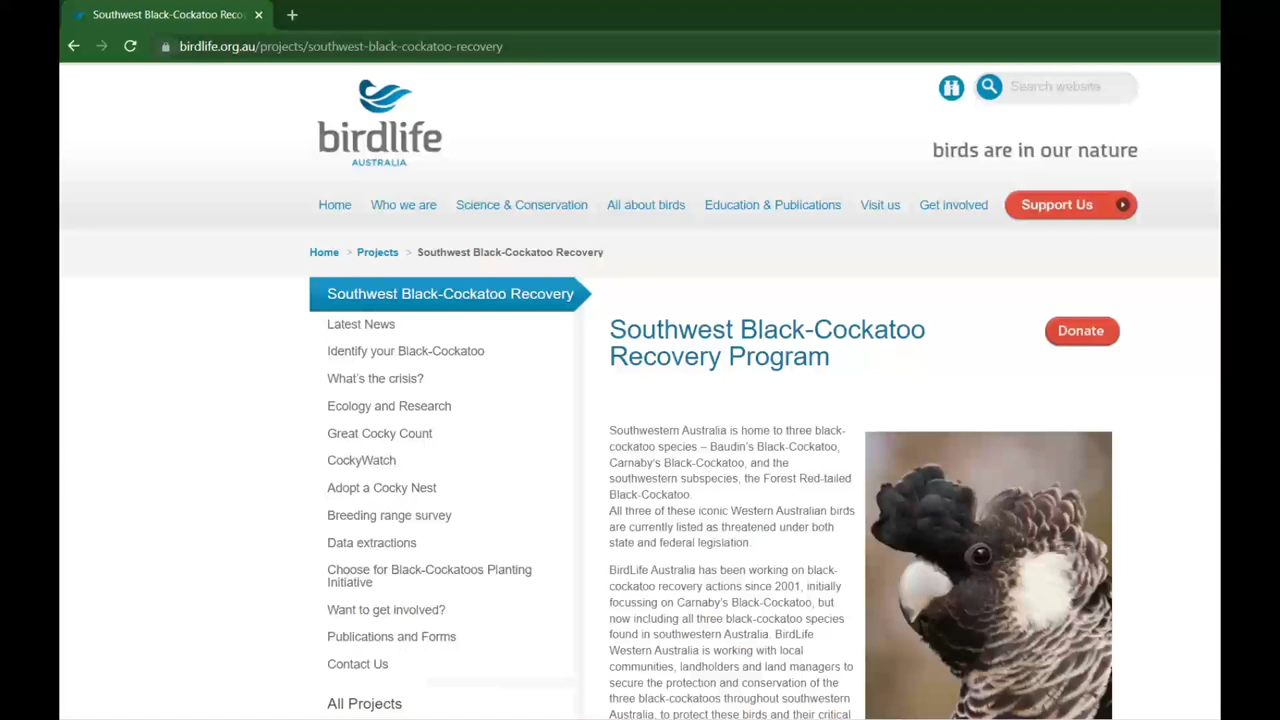 Southwest Black-Cockatoo Reco
birdlife.org.au/projects/southwest-black-cockatoo-recovery
birdlife
AUSTRALIA
Search website
birds are in our nature
Home Who we are Science & Conservation All about birds Education & Publications Visit us Get involved Support Us
Home > Projects > Southwest Black-Cockatoo Recovery
Southwest Black-Cockatoo Recovery
Latest News
Identify your Black-Cockatoo
What's the crisis?
Ecology and Research
Great Cocky Count
CockyWatch
Adopt a Cocky Nest
Breeding range survey
Data extractions
Choose for Black-Cockatoos Planting
Initiative
Want to get involved?
Publications and Forms
Contact Us
All Projects
Southwest Black-Cockatoo
Recovery Program
Donate
Southwestern Australia is home to three black-
cockatoo species – Baudin's Black-Cockatoo,
Carnaby's Black-Cockatoo, and the
southwestern subspecies, the Forest Red-tailed
Black-Cockatoo.
All three of these iconic Western Australian birds
are currently listed as threatened under both
state and federal legislation.
BirdLife Australia has been working on black-
cockatoo recovery actions since 2001, initially
focussing on Carnaby's Black-Cockatoo, but
now including all three black-cockatoo species
found in southwestern Australia. BirdLife
Western Australia is working with local
communities, landholders and land managers to
secure the protection and conservation of the
three black-cockatoos throughout southwestern
Australia, to protect these birds and their critical